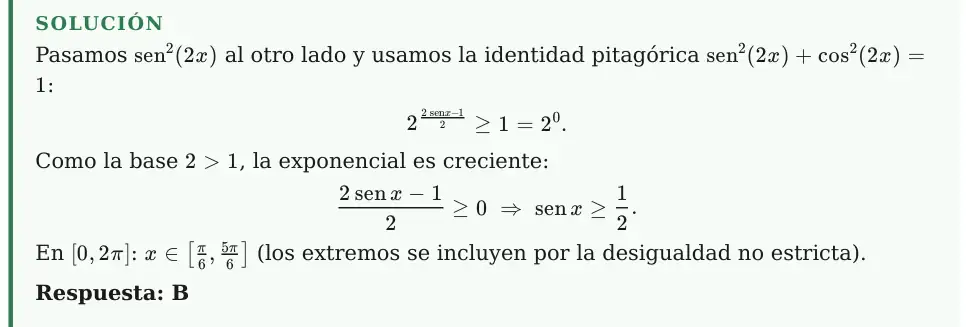 SOLUCIÓN
Pasamos sen²(2x) al otro lado y usamos la identidad pitagórica sen²(2x) + cos²(2x) =
1:
2^((2 senx−1)/2) ≥ 1 = 2⁰.
Como la base 2 > 1, la exponencial es creciente:
(2 sen x − 1)/2 ≥ 0 ⇒ sen x ≥ 1/2.
En [0, 2π]: x ∈ [π/6, 5π/6] (los extremos se incluyen por la desigualdad no estricta).
Respuesta: B